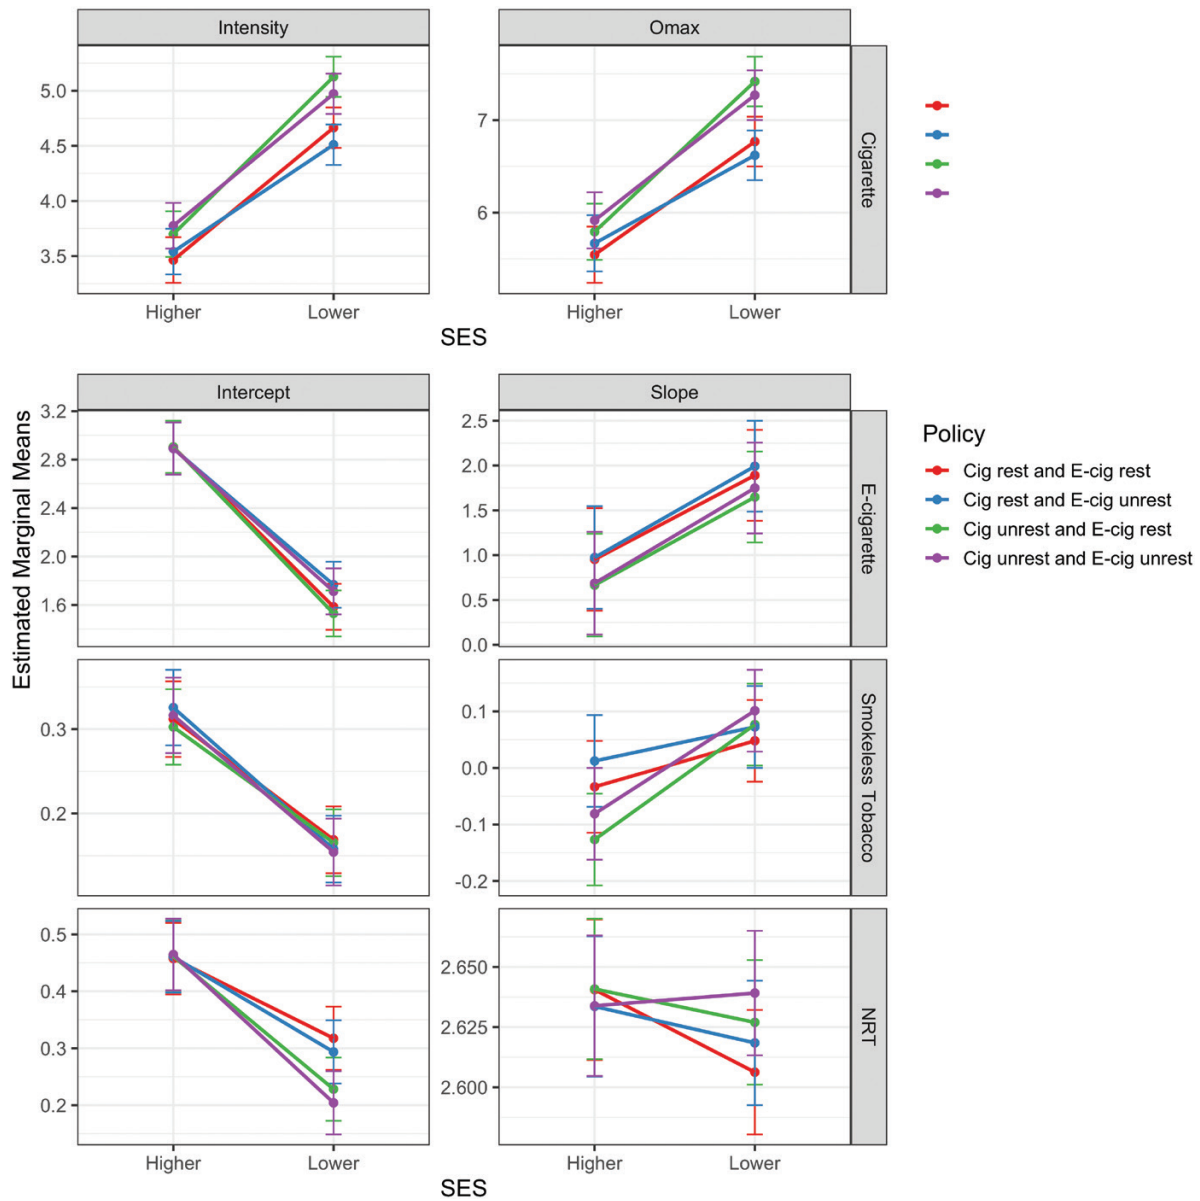 Intensity
Omax
5.0
4.5
4.0
3.5
7
6
Cigarette
Higher
Lower
Higher
Lower
SES
Estimated Marginal Means
Intercept
Slope
3.2
2.8
2.4
2.0
1.6
2.5
2.0
1.5
1.0
0.5
0.0
E-cigarette
0.3
0.2
0.1
0.0
-0.1
-0.2
Smokeless Tobacco
0.5
0.4
0.3
0.2
2.650
2.625
2.600
NRT
Higher
Lower
Higher
Lower
SES
Policy
Cig rest and E-cig rest
Cig rest and E-cig unrest
Cig unrest and E-cig rest
Cig unrest and E-cig unrest